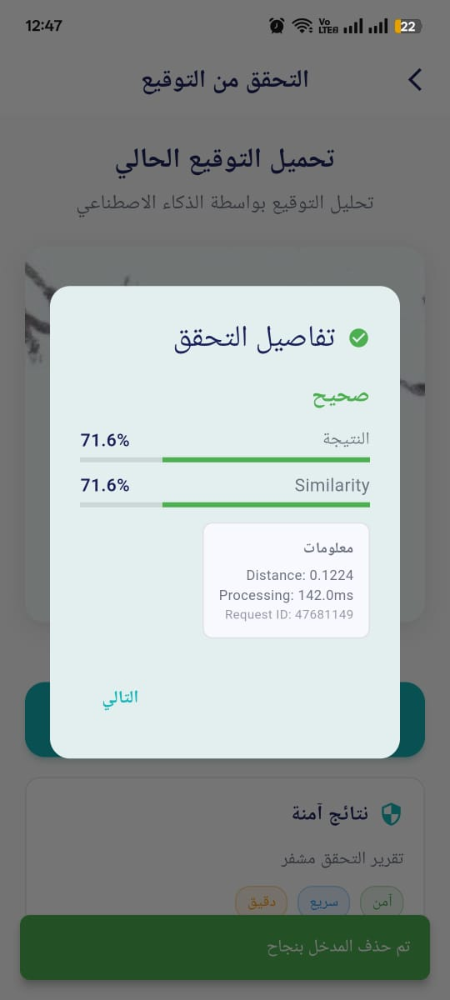 12:47
Vo
LTE
22
التحقق من التوقيع
تحميل التوقيع الحالي
تحليل التوقيع بواسطة الذكاء الاصطناعي
تفاصيل التحقق
صحيح
النتيجة 71.6%
Similarity 71.6%
معلومات
Distance: 0.1224
Processing: 142.0ms
Request ID: 47681149
التالي
نتائج آمنة
تقرير التحقق مشفر
آمن سريع دقيق
تم حذف المدخل بنجاح